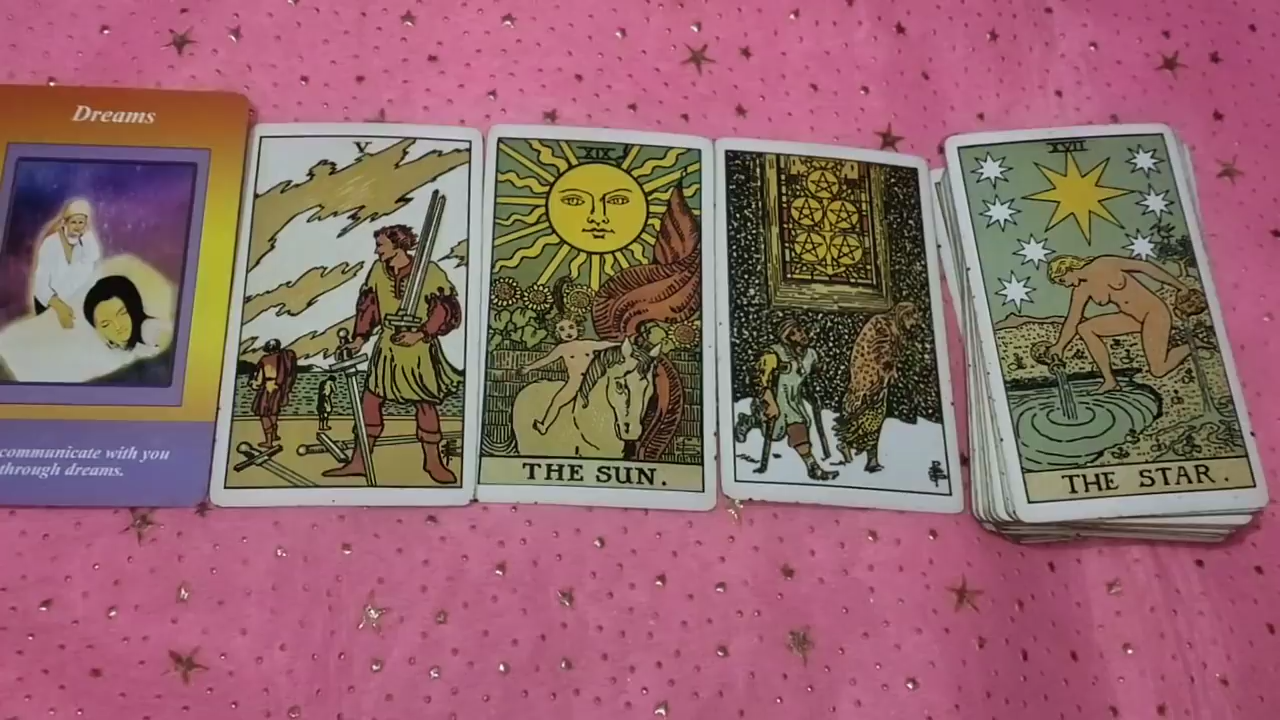 Dreams
communicate with you
through dreams.
V
XIX
THE SUN.
XVII
THE STAR.